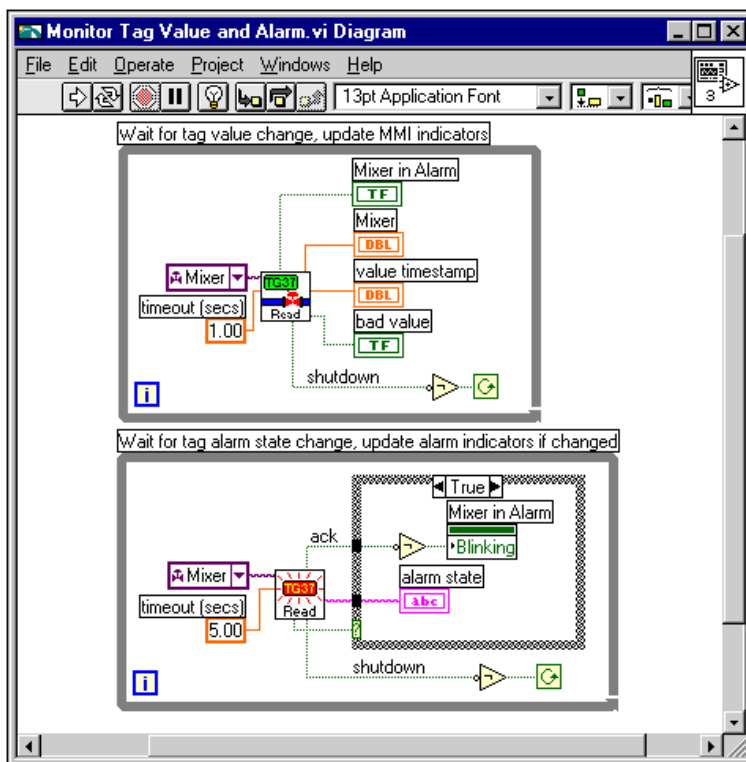 Monitor Tag Value and Alarm.vi Diagram
File Edit Operate Project Windows Help
13pt Application Font
3
Wait for tag value change, update MMI indicators
Mixer in Alarm
TF
Mixer
DBL
Mixer
TG37
Read
value timestamp
DBL
timeout (secs)
1.00
bad value
TF
shutdown
i
Wait for tag alarm state change, update alarm indicators if changed
True
Mixer in Alarm
ack
Blinking
Mixer
TG37
Read
alarm state
abc
timeout (secs)
5.00
?
shutdown
i